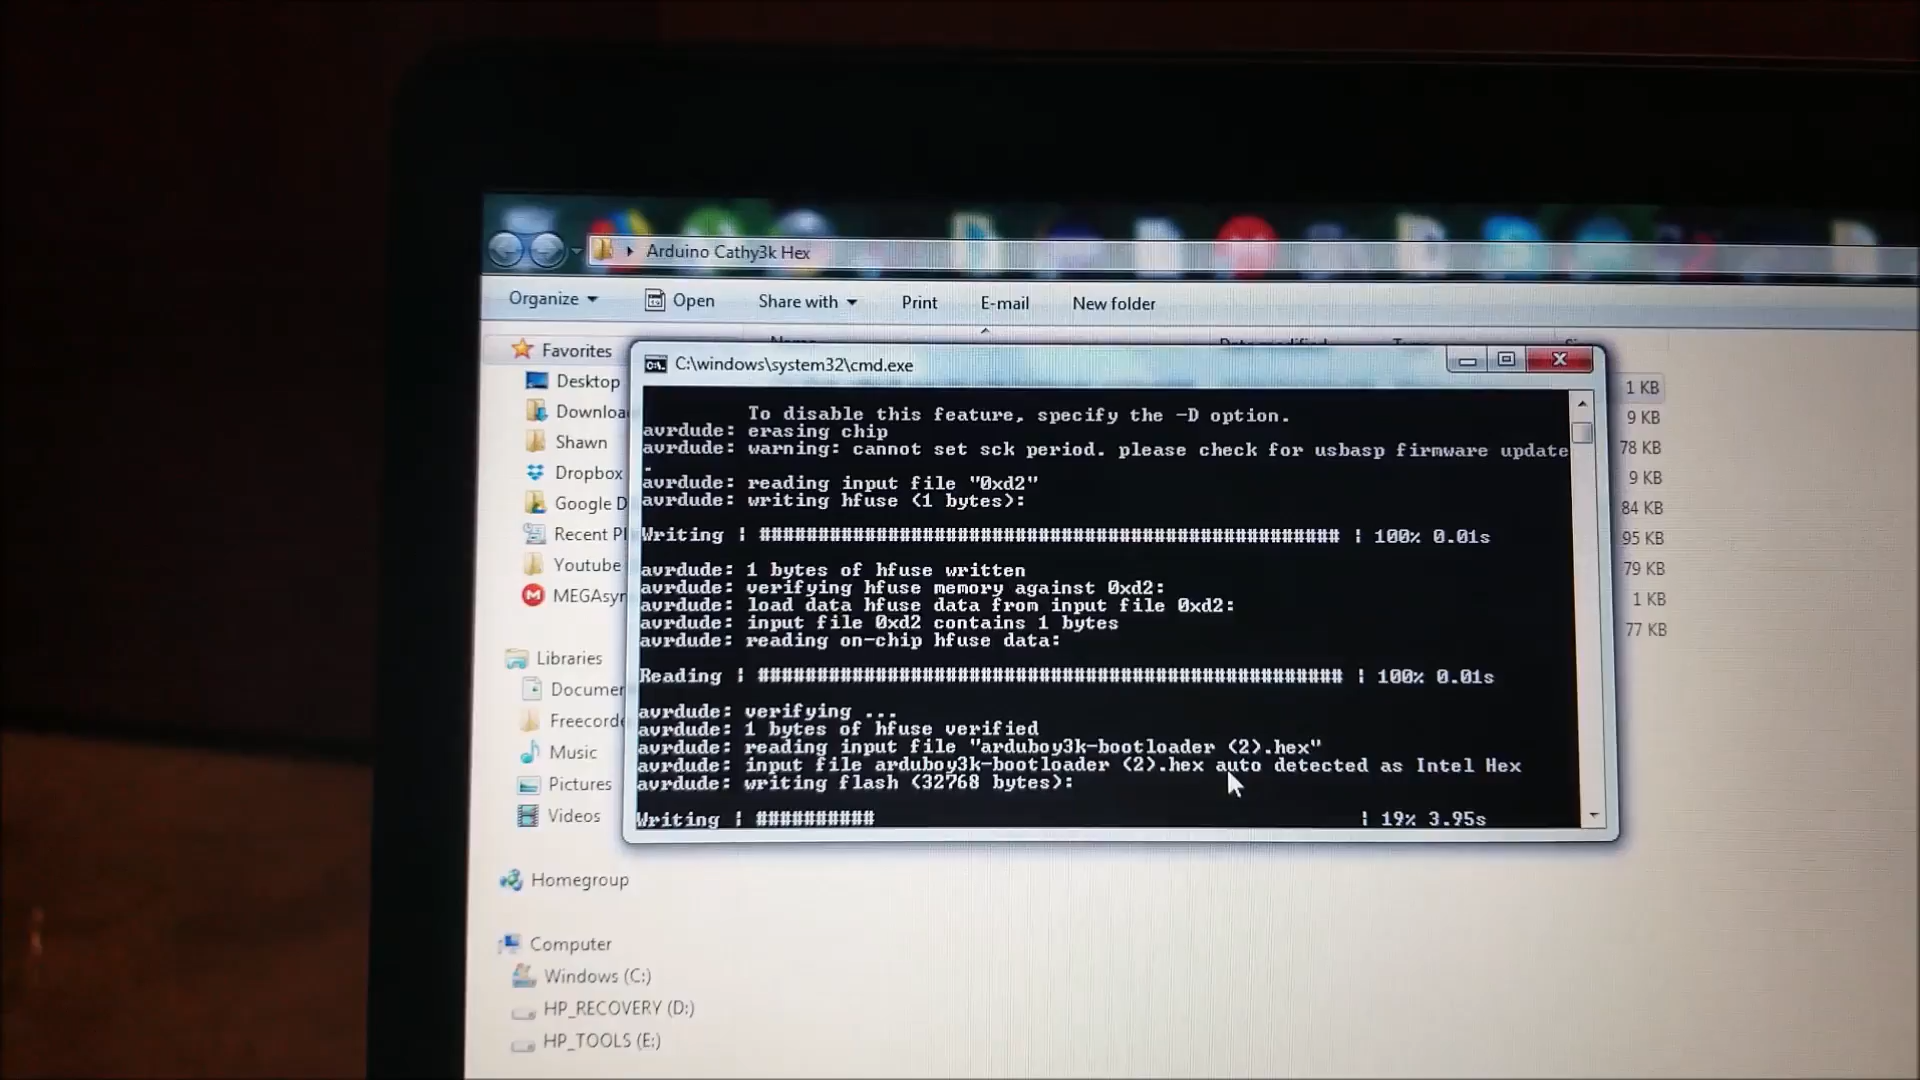 Arduino Cathy3k Hex
Organize
Open
Share with
Print
E-mail
New folder
Favorites
Desktop
Shawn
Dropbox
Google D
Recent Pl
Youtube
MEGAsyn
Libraries
Documen
Freecorde
Music
Pictures
Videos
Homegroup
Computer
Windows (C:)
HP_RECOVERY (D:)
HP_TOOLS (E:)
C:\windows\system32\cmd.exe
To disable this feature, specify the -D option.
avrdude: erasing chip
avrdude: warning: cannot set sck period. please check for usbasp firmware update
.
avrdude: reading input file "0xd2"
avrdude: writing hfuse (1 bytes):
Writing | ################################################## | 100% 0.01s
avrdude: 1 bytes of hfuse written
avrdude: verifying hfuse memory against 0xd2:
avrdude: load data hfuse data from input file 0xd2:
avrdude: input file 0xd2 contains 1 bytes
avrdude: reading on-chip hfuse data:
Reading | ################################################## | 100% 0.01s
avrdude: verifying ...
avrdude: 1 bytes of hfuse verified
avrdude: reading input file "arduboy3k-bootloader (2).hex"
avrdude: input file arduboy3k-bootloader (2).hex auto detected as Intel Hex
avrdude: writing flash (32768 bytes):
Writing | ########## | 19% 3.95s
1 KB
9 KB
78 KB
9 KB
84 KB
95 KB
79 KB
1 KB
77 KB